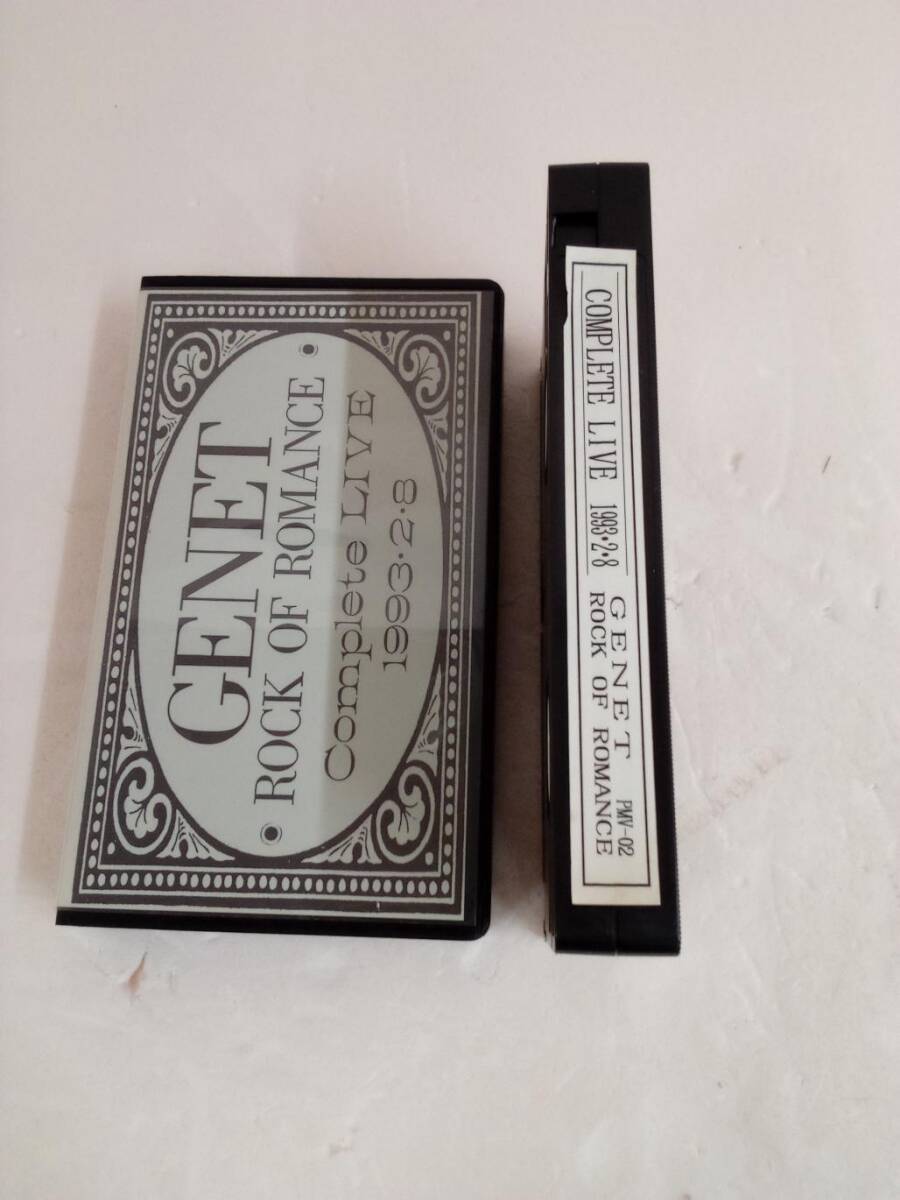 GENET
ROCK OF ROMANCE
Complete LIVE
1993·2·8
COMPLETE LIVE 1993·2·8
GENET
ROCK OF ROMANCE
PMV-02